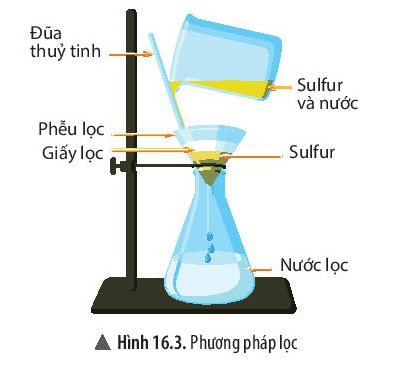 Đũa
thuỷ tinh
Sulfur
và nước
Phễu lọc
Giấy lọc
Sulfur
Nước lọc
▲ Hình 16.3. Phương pháp lọc